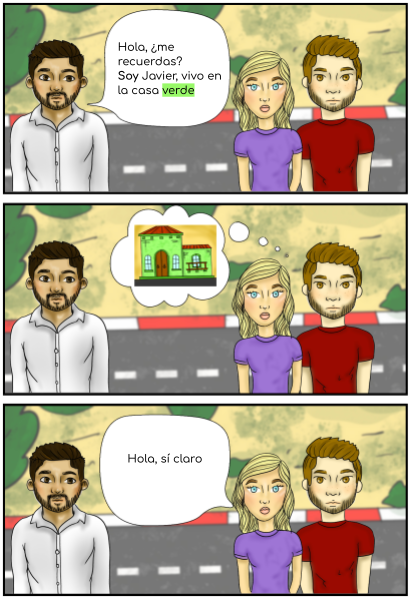 Hola, ¿me
recuerdas?
Soy Javier, vivo en
la casa verde
Hola, sí claro